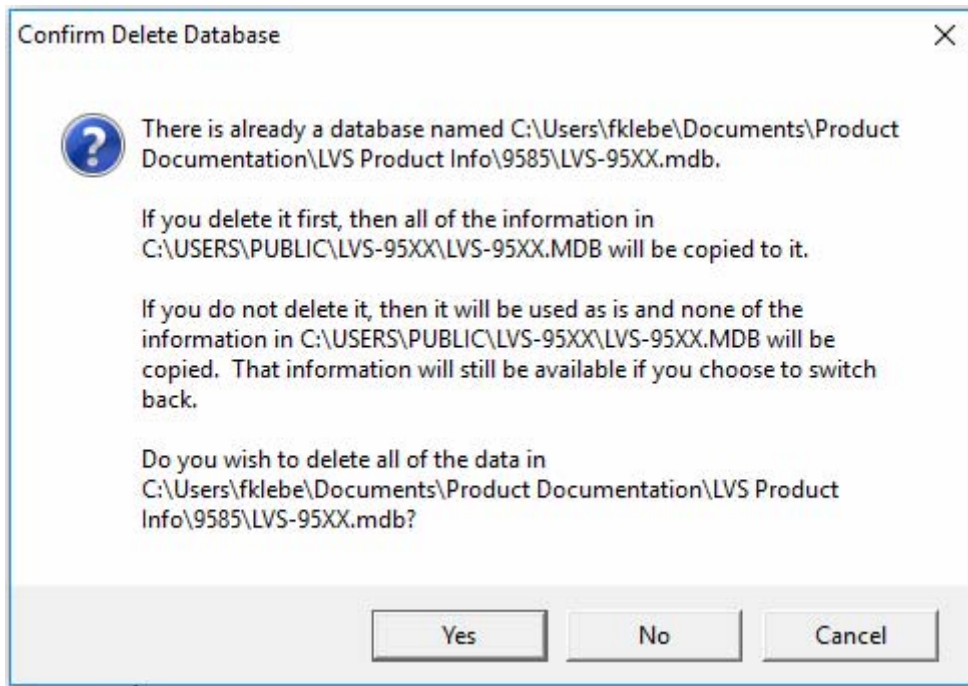 Confirm Delete Database
There is already a database named C:\Users\fklebe\Documents\Product
Documentation\LVS Product Info\9585\LVS-95XX.mdb.
If you delete it first, then all of the information in
C:\USERS\PUBLIC\LVS-95XX\LVS-95XX.MDB will be copied to it.
If you do not delete it, then it will be used as is and none of the
information in C:\USERS\PUBLIC\LVS-95XX\LVS-95XX.MDB will be
copied.  That information will still be available if you choose to switch
back.
Do you wish to delete all of the data in
C:\Users\fklebe\Documents\Product Documentation\LVS Product
Info\9585\LVS-95XX.mdb?
Yes No Cancel